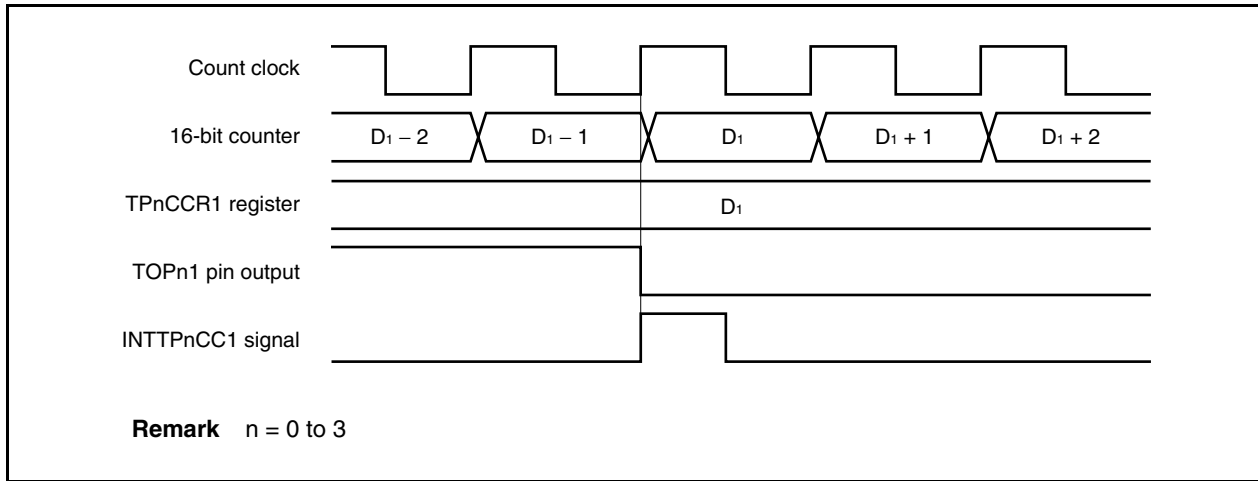 Count clock
16-bit counter D₁ − 2 D₁ − 1 D₁ D₁ + 1 D₁ + 2
TPnCCR1 register D₁
TOPn1 pin output
INTTPnCC1 signal
Remark n = 0 to 3